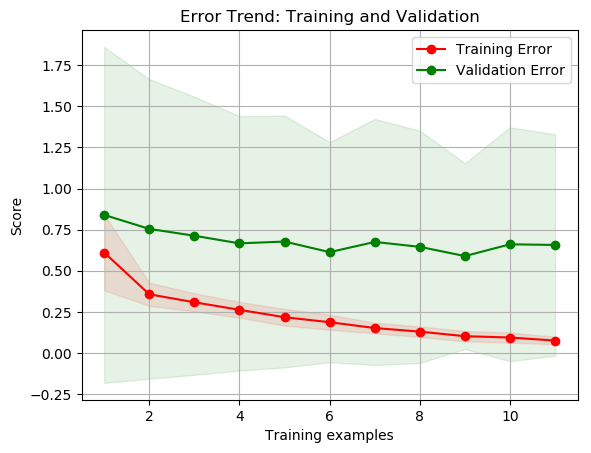 Error Trend: Training and Validation
Training Error
Validation Error
Score
1.75
1.50
1.25
1.00
0.75
0.50
0.25
0.00
−0.25
2 4 6 8 10
Training examples